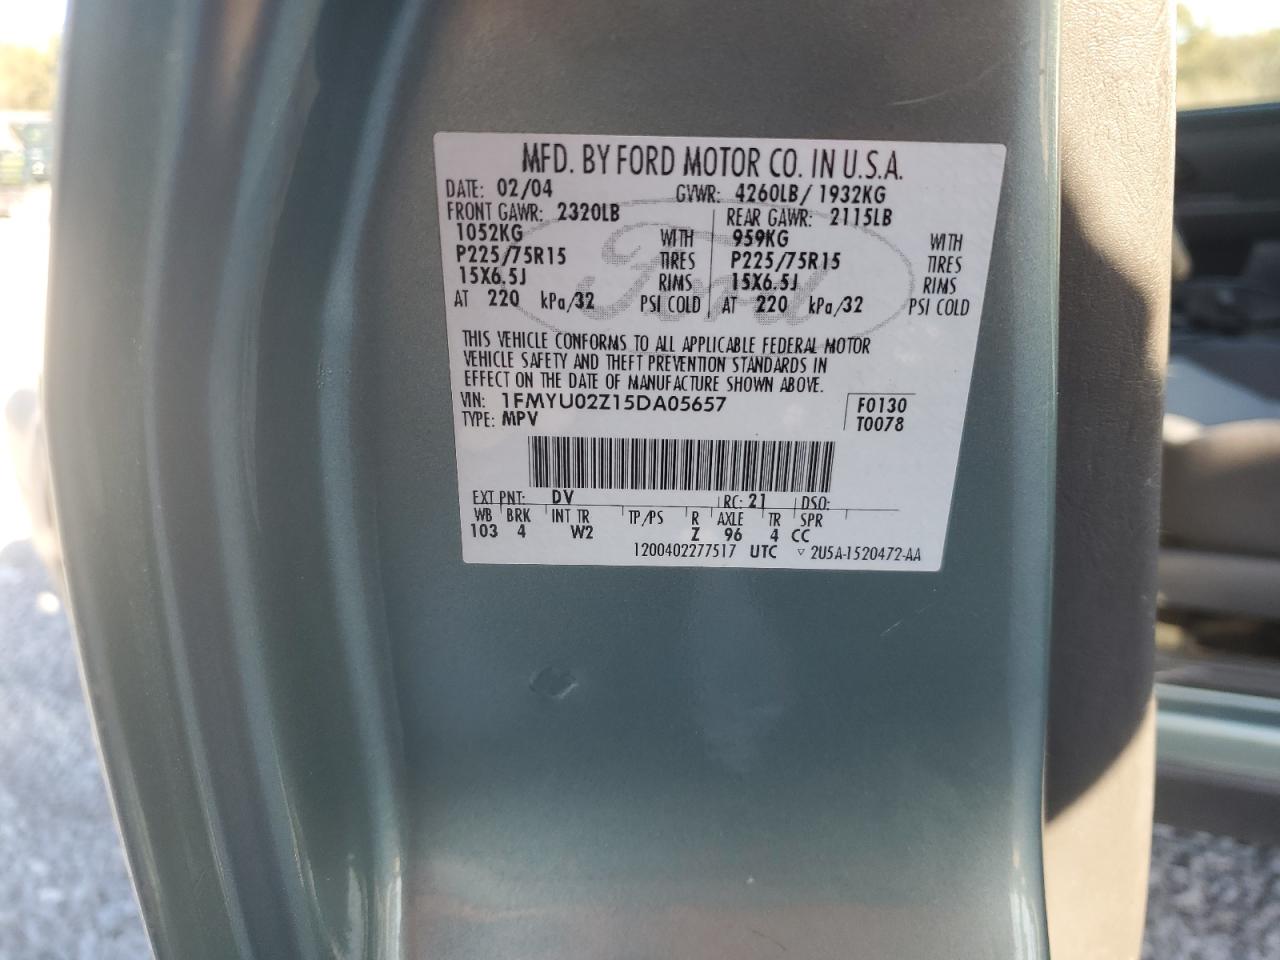 MFD. BY FORD MOTOR CO. IN U.S.A.
DATE: 02/04 GVWR: 4260LB/ 1932KG
FRONT GAWR: 2320LB REAR GAWR: 2115LB
1052KG WITH 959KG WITH
P225/75R15 TIRES P225/75R15 TIRES
15X6.5J RIMS 15X6.5J RIMS
AT 220 kPa/32 PSI COLD AT 220 kPa/32 PSI COLD
Ford
THIS VEHICLE CONFORMS TO ALL APPLICABLE FEDERAL MOTOR
VEHICLE SAFETY AND THEFT PREVENTION STANDARDS IN
EFFECT ON THE DATE OF MANUFACTURE SHOWN ABOVE.
VIN: 1FMYU02Z15DA05657 F0130
TYPE: MPV T0078
EXT PNT: DV RC: 21 DSO:
WB BRK INT TR TP/PS R AXLE TR SPR
103 4 W2 Z 96 4 CC
1200402277517 UTC ▽ 2U5A-1520472-AA